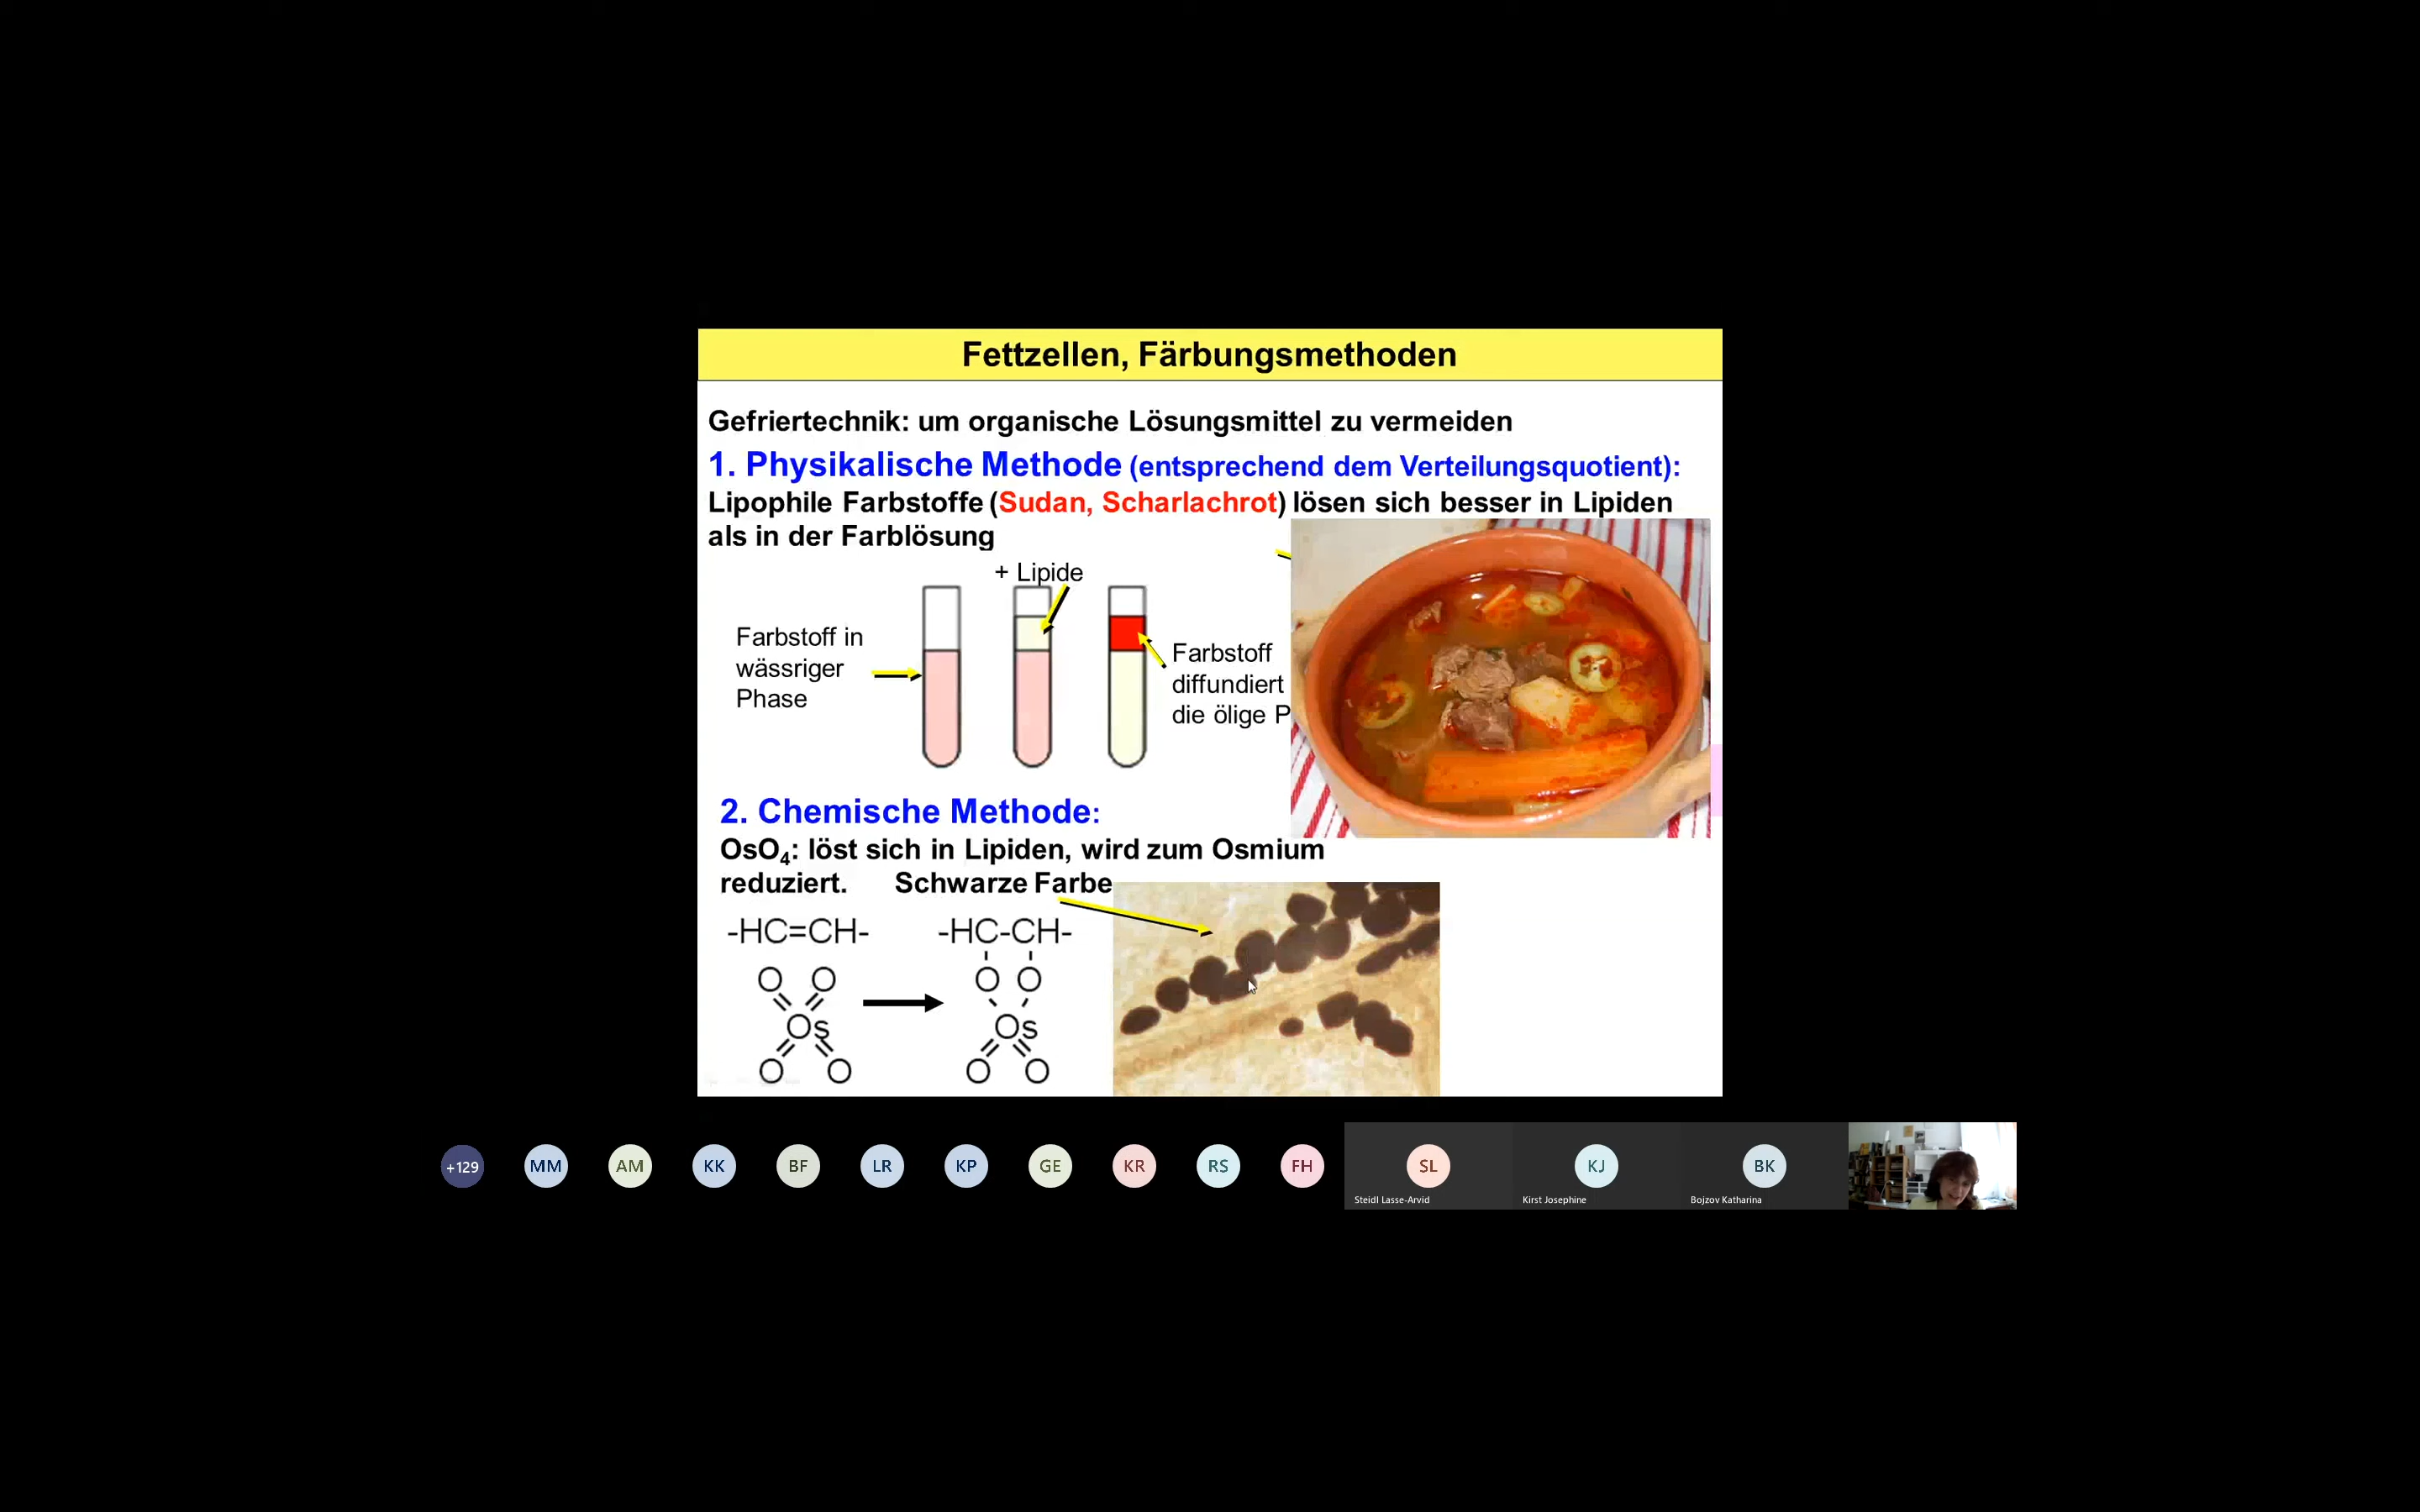 Fettzellen, Färbungsmethoden
Gefriertechnik: um organische Lösungsmittel zu vermeiden
1. Physikalische Methode (entsprechend dem Verteilungsquotient):
Lipophile Farbstoffe (Sudan, Scharlachrot) lösen sich besser in Lipiden
als in der Farblösung
+ Lipide
Farbstoff in
wässriger
Phase
Farbstoff
diffundiert
die ölige P
2. Chemische Methode:
OsO₄: löst sich in Lipiden, wird zum Osmium
reduziert. Schwarze Farbe
-HC=CH- -HC-CH-
O O O O
Os Os
O O O O
+129 MM AM KK BF LR KP GE KR RS FH SL KJ BK
Steidl Lasse-Arvid Kirst Josephine Bojzov Katharina